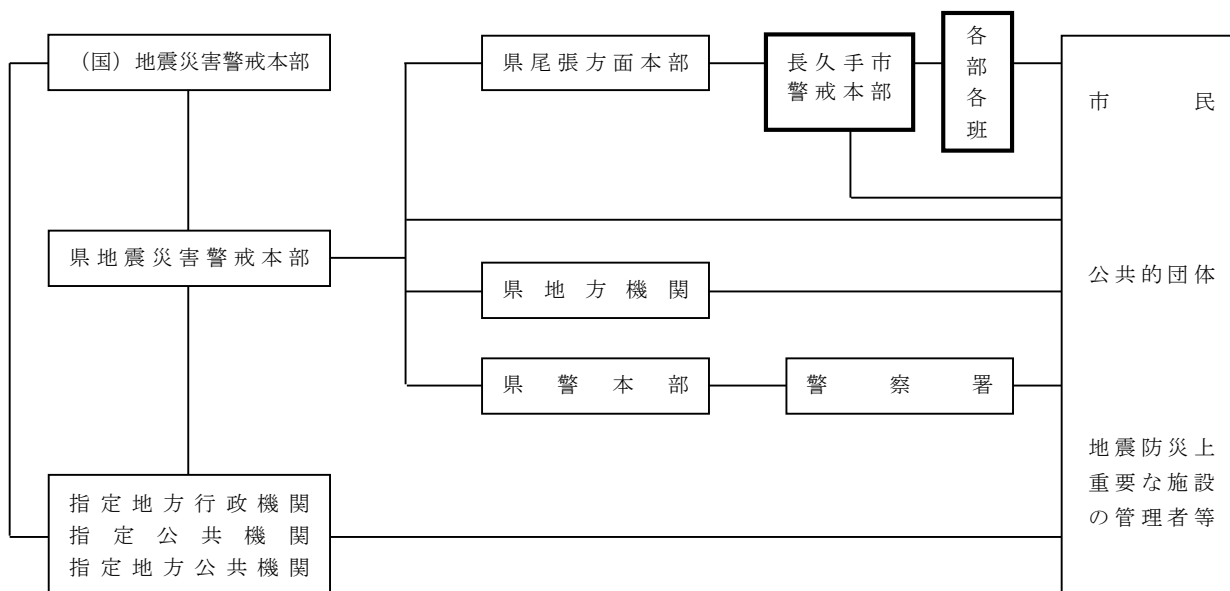 （国）地震災害警戒本部
県尾張方面本部
長久手市
警戒本部
各部各班
市民
県地震災害警戒本部
県地方機関
公共的団体
県警本部
警察署
地震防災上
重要な施設
の管理者等
指定地方行政機関
指定公共機関
指定地方公共機関